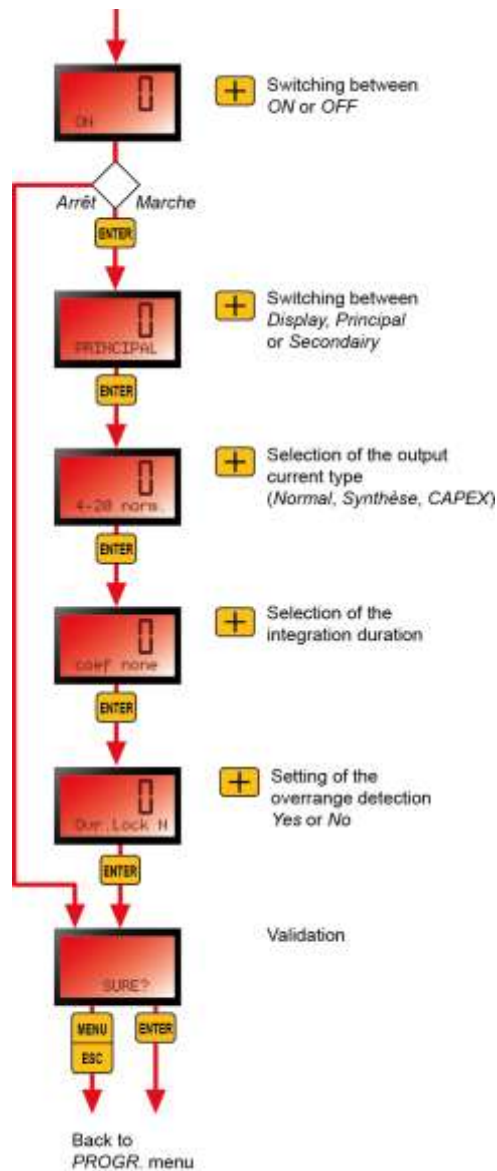 0
ON
+
Switching between
ON or OFF
Arrêt
Marche
ENTER
0
PRINCIPAL
+
Switching between
Display, Principal
or Secondairy
ENTER
0
4-20 norm.
+
Selection of the output
current type
(Normal, Synthèse, CAPEX)
ENTER
0
coef none
+
Selection of the
integration duration
ENTER
0
Ovr.Lock N
+
Setting of the
overrange detection
Yes or No
ENTER
Validation
SURE?
MENU
ESC
ENTER
Back to
PROGR. menu